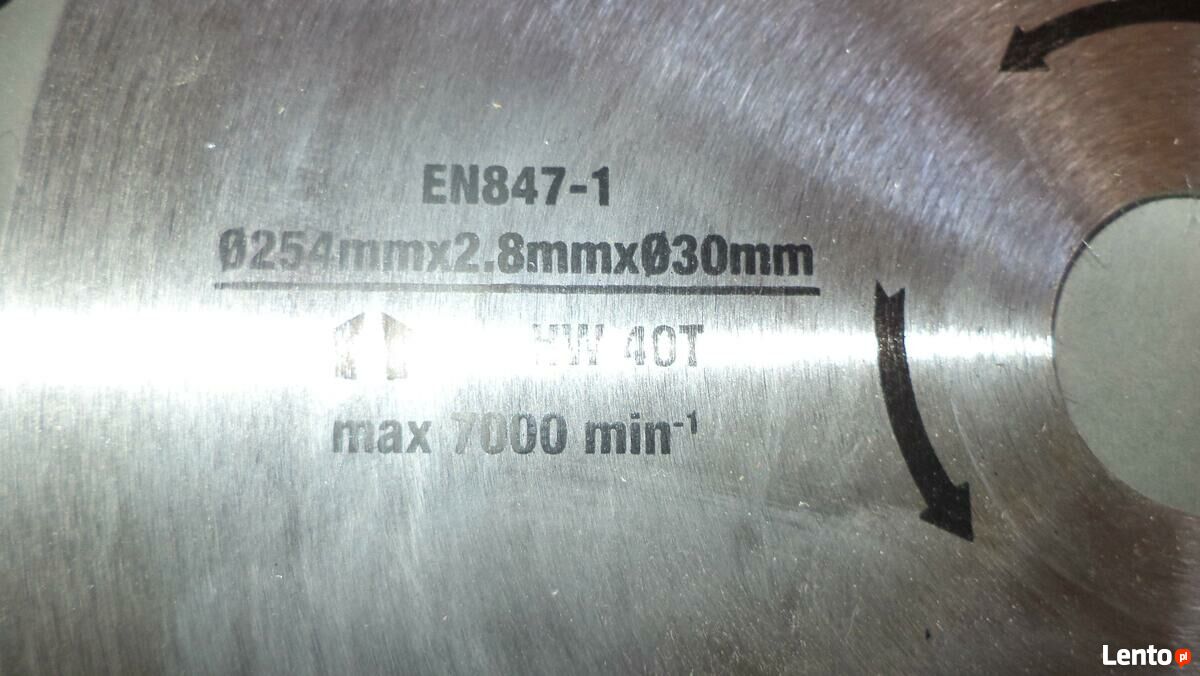 EN847-1
Ø254mmx2.8mmxØ30mm
HW 40T
max 7000 min⁻¹
Lento pl